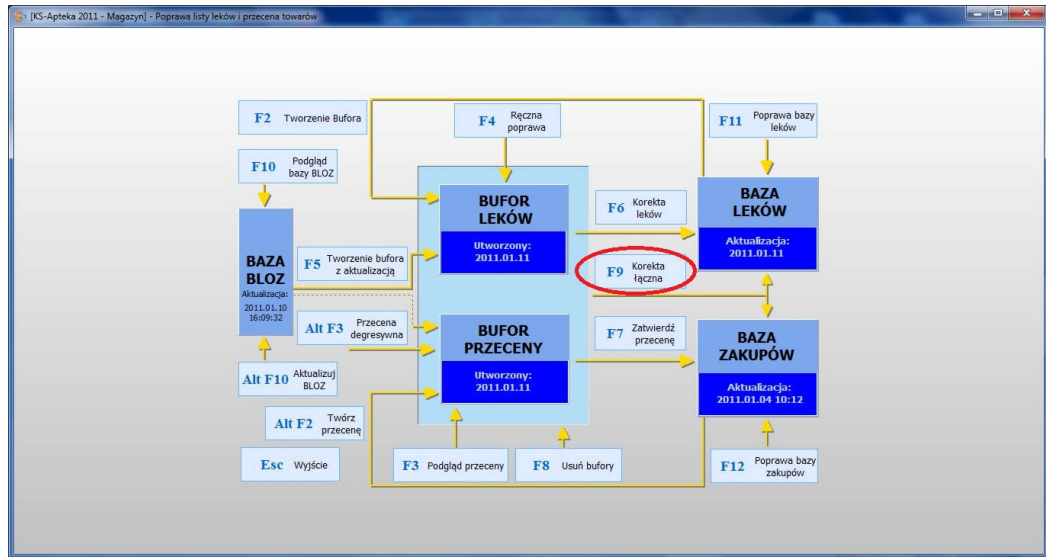 [KS-Apteka 2011 - Magazyn] - Poprawa listy leków i przecena towarów
F2 Tworzenie Bufora
F4 Ręczna
poprawa
F11 Poprawa bazy
leków
F10 Podgląd
bazy BLOZ
BUFOR
LEKÓW
Utworzony:
2011.01.11
F6 Korekta
leków
BAZA
LEKÓW
Aktualizacja:
2011.01.11
BAZA
BLOZ
Aktualizacja:
2011.01.10
16:09:32
F5 Tworzenie bufora
z aktualizacją
F9 Korekta
łączna
Alt F3 Przecena
degresywna
BUFOR
PRZECENY
Utworzony:
2011.01.11
F7 Zatwierdź
przecenę
BAZA
ZAKUPÓW
Aktualizacja:
2011.01.04 10:12
Alt F10 Aktualizuj
BLOZ
Alt F2 Twórz
przecenę
Esc Wyjście
F3 Podgląd przeceny
F8 Usuń bufory
F12 Poprawa bazy
zakupów